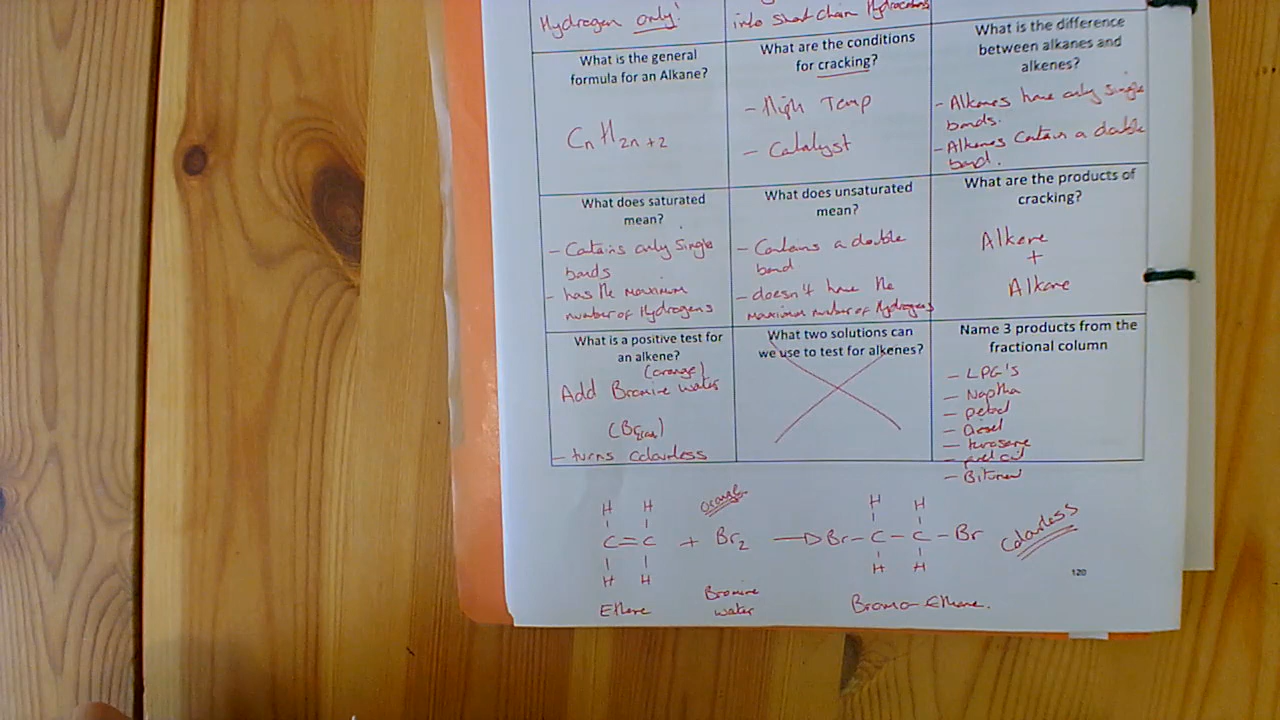 Hydrogen only!
into short chain Hydrocarbons
What is the general
formula for an Alkane?
CnH2n+2
What are the conditions
for cracking?
- High Temp
- Catalyst
What is the difference
between alkanes and
alkenes?
- Alkanes have only single
bonds.
- Alkenes contain a double
bond.
What does saturated
mean?
- Contains only single
bonds
- has the maximum
number of Hydrogens
What does unsaturated
mean?
- Contains a double
bond
- doesn't have the
maximum number of Hydrogens
What are the products of
cracking?
Alkene
+
Alkane
What is a positive test for
an alkene?
(orange)
Add Bromine water
- turns colourless
What two solutions can
we use to test for alkenes?
Name 3 products from the
fractional column
- LPG's
- Naptha
- petrol
- Diesel
- kerosene
- fuel oil
- Bitumen
H H orange H H
C=C + Br2 → Br-C-C-Br colourless
H H H H
Ethene Bromine water Bromo-Ethane.
120